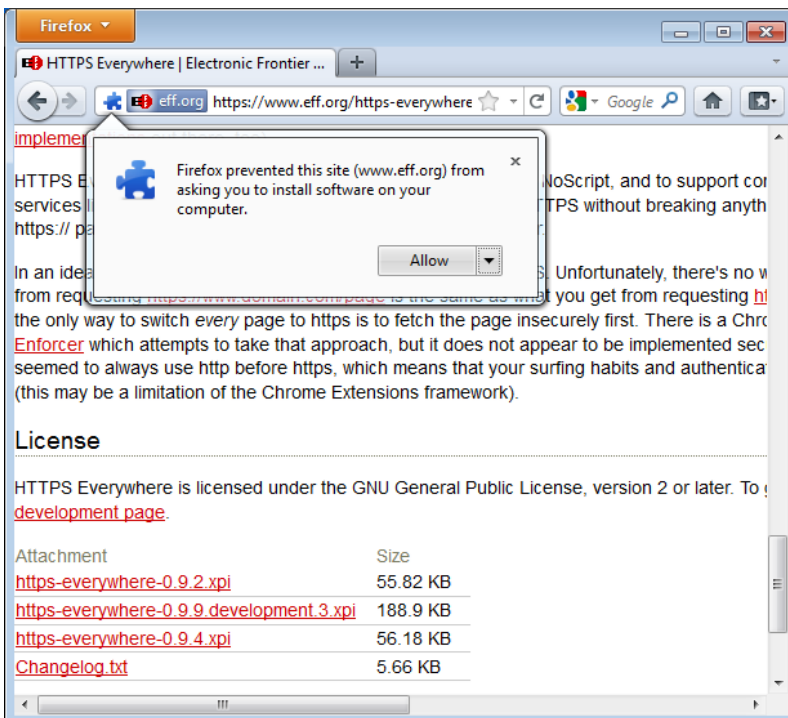 Firefox
HTTPS Everywhere | Electronic Frontier ...
eff.org https://www.eff.org/https-everywhere Google
Firefox prevented this site (www.eff.org) from
asking you to install software on your
computer.
Allow
HTTPS NoScript, and to support
services TTPS without breaking
https://
In an Unfortunately, there's no
from requesting https://www.domain.com/page is the same as what you get from requesting
the only way to switch every page to https is to fetch the page insecurely first. There is a
Enforcer which attempts to take that approach, but it does not appear to be implemented
seemed to always use http before https, which means that your surfing habits and
(this may be a limitation of the Chrome Extensions framework).
License
HTTPS Everywhere is licensed under the GNU General Public License, version 2 or later. To
development page.
Attachment Size
https-everywhere-0.9.2.xpi 55.82 KB
https-everywhere-0.9.9.development.3.xpi 188.9 KB
https-everywhere-0.9.4.xpi 56.18 KB
Changelog.txt 5.66 KB